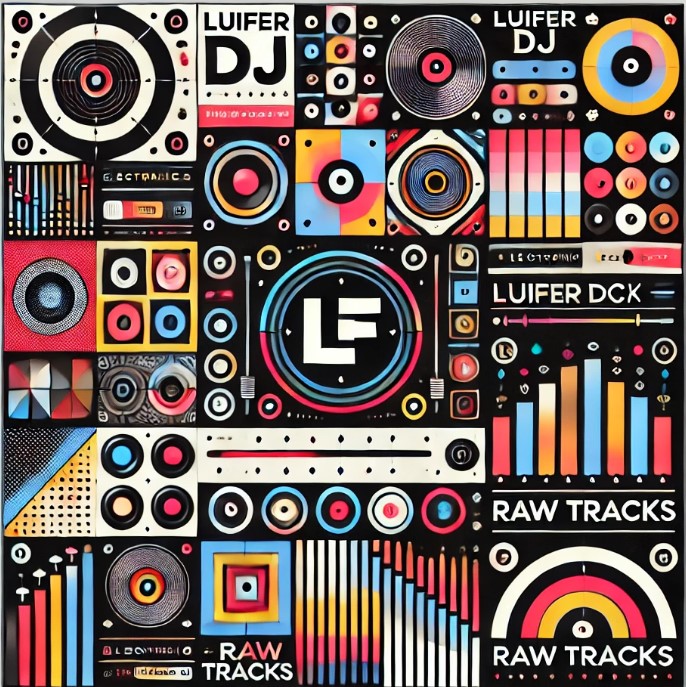 LUIFER
DJ
LUIFER
DJ
LF
LUIFER DCK
RAW TRACKS
RAW
TRACKS
RAW TRACKS